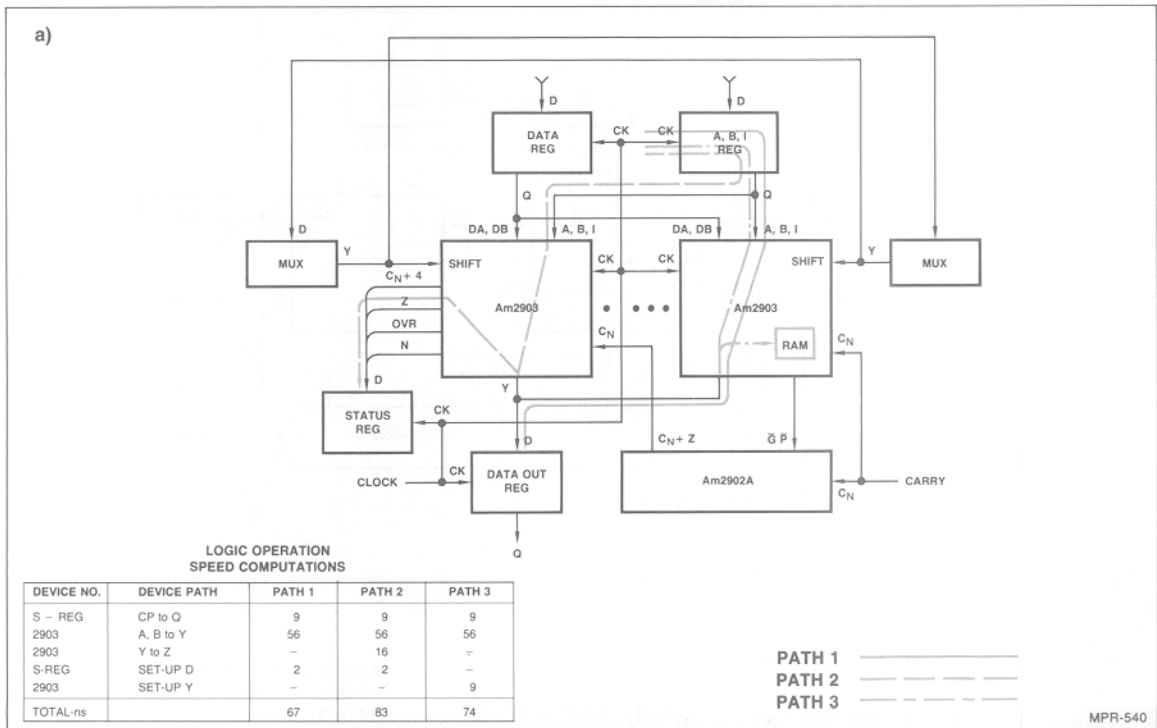 a)
D
D
DATA
REG
CK
CK
A, B, I
REG
Q
Q
D
DA, DB
A, B, I
DA, DB
A, B, I
D
MUX
Y
SHIFT
CK
CK
SHIFT
Y
MUX
CN + 4
Z
Am2903
Am2903
OVR
CN
RAM
CN
N
D
Y
STATUS
REG
CK
D
CN + Z
G̅ P̅
CLOCK
CK
DATA OUT
REG
Am2902A
CN
CARRY
Q
LOGIC OPERATION
SPEED COMPUTATIONS
DEVICE NO. DEVICE PATH PATH 1 PATH 2 PATH 3
S – REG CP to Q 9 9 9
2903 A, B to Y 56 56 56
2903 Y to Z – 16 –
S-REG SET-UP D 2 2 –
2903 SET-UP Y – – 9
TOTAL-ns 67 83 74
PATH 1
PATH 2
PATH 3
MPR-540